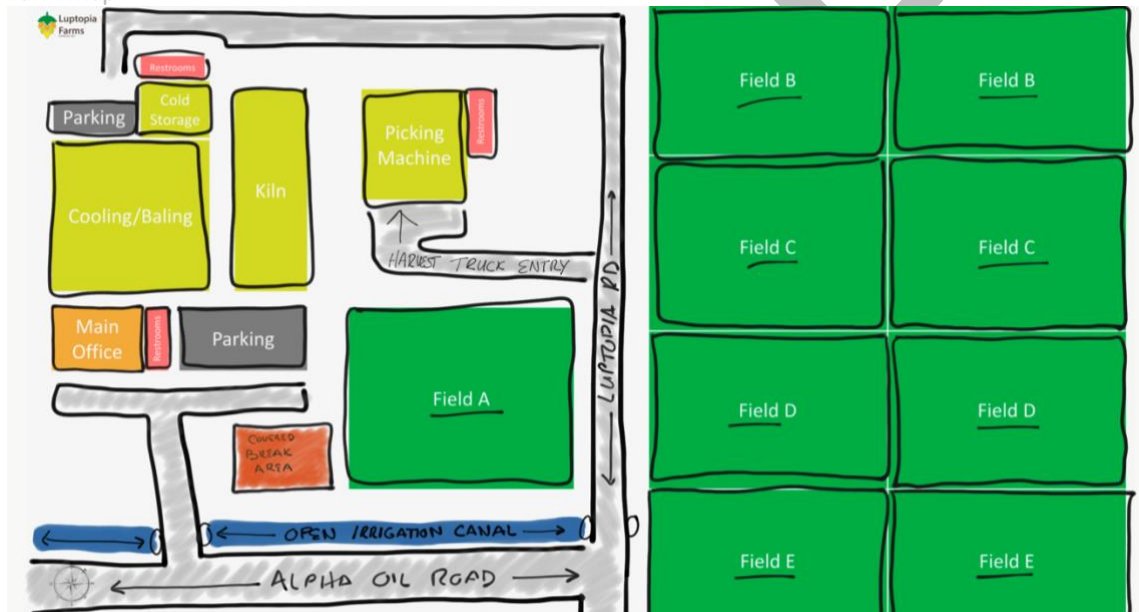 Luptopia
Farms
Restrooms
Parking
Cold
Storage
Cooling/Baling
Kiln
Picking
Machine
Restrooms
HARVEST TRUCK ENTRY
Main
Office
Restrooms
Parking
COVERED
BREAK
AREA
Field A
LUPTOPIA RD
OPEN IRRIGATION CANAL
ALPHA OIL ROAD
Field B
Field B
Field C
Field C
Field D
Field D
Field E
Field E